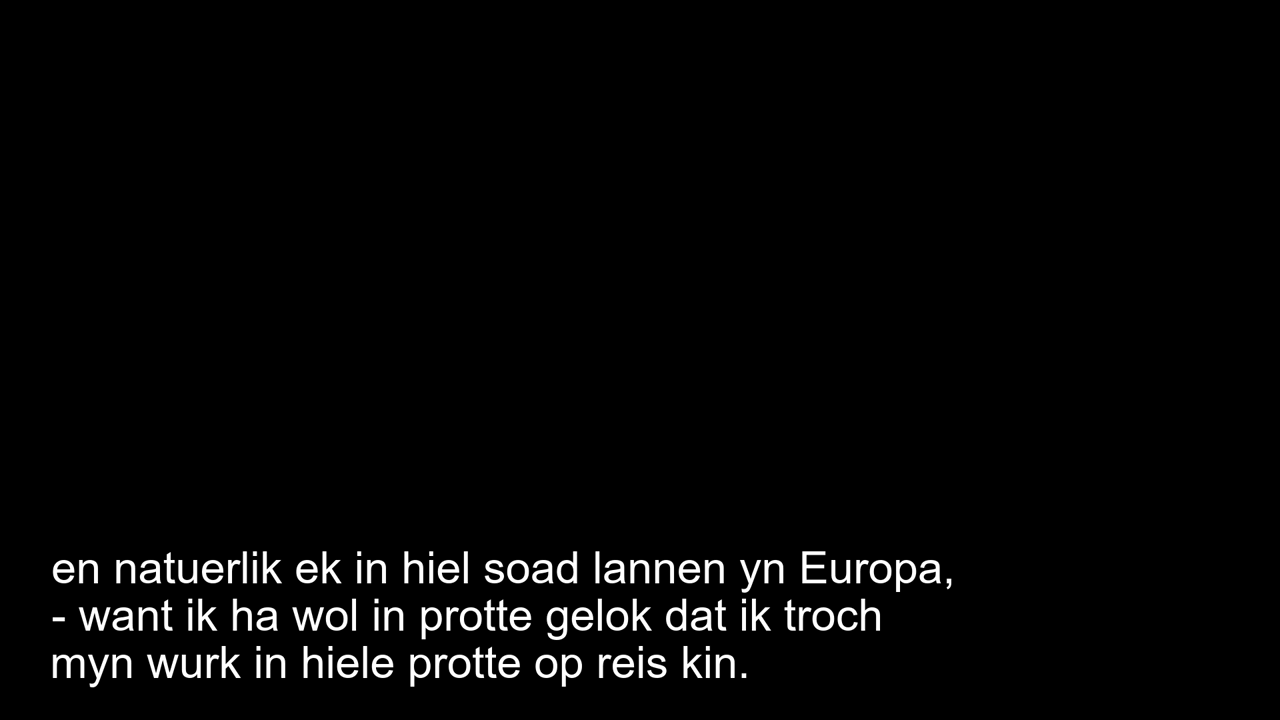 en natuerlik ek in hiel soad lannen yn Europa,
- want ik ha wol in protte gelok dat ik troch
myn wurk in hiele protte op reis kin.